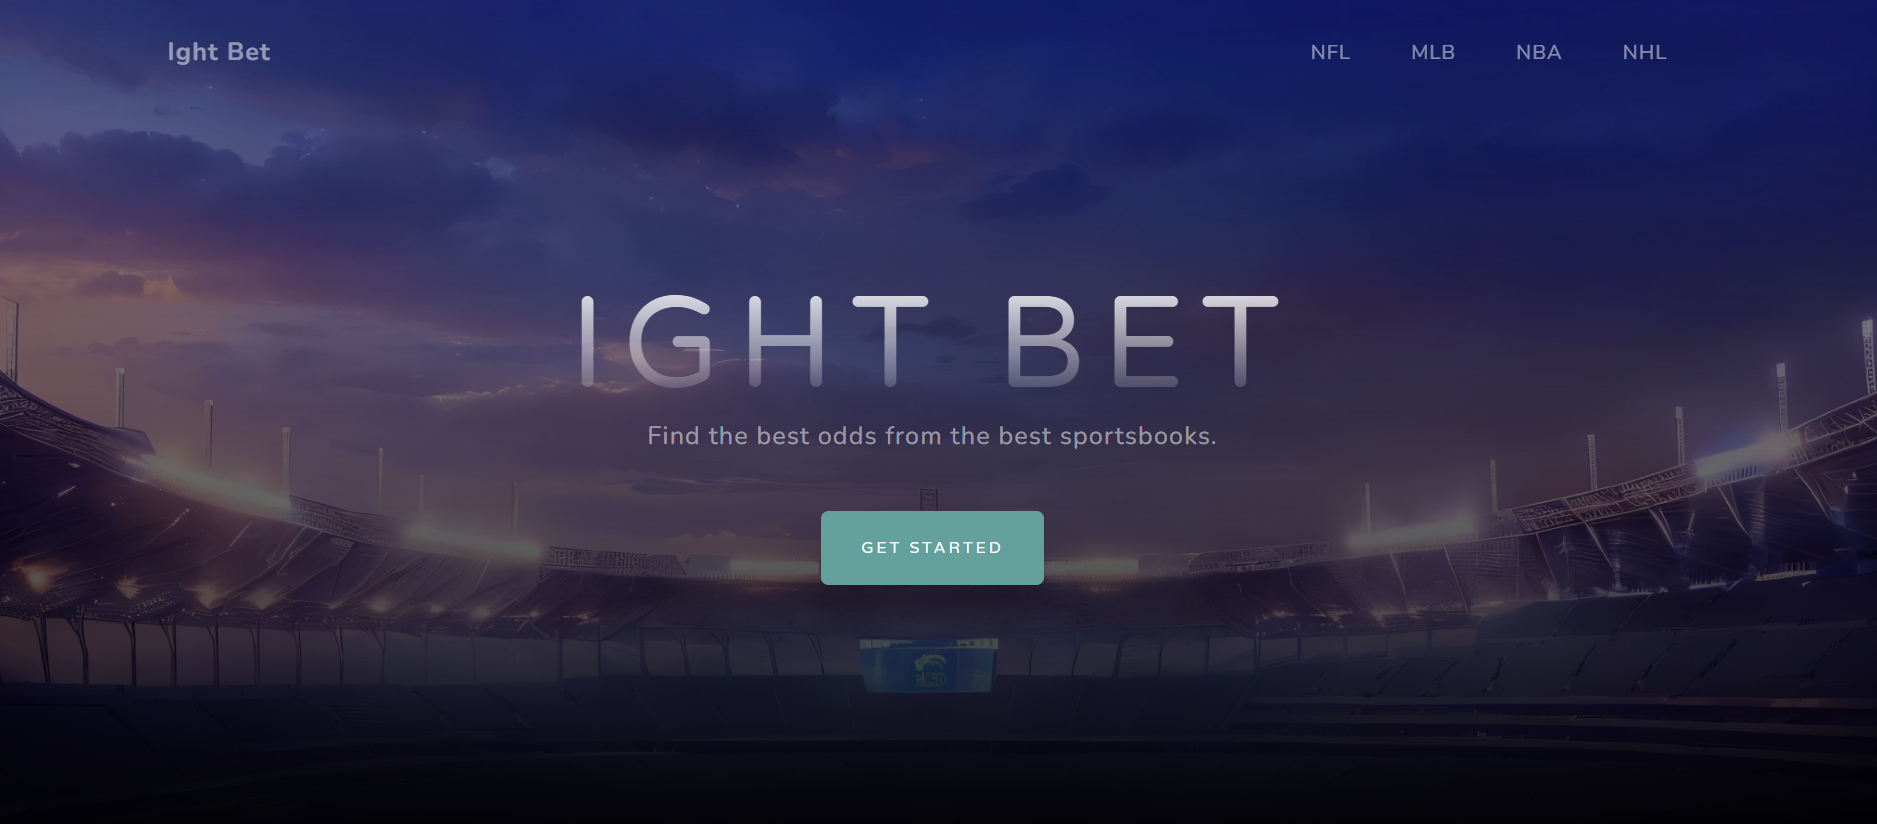 Ight Bet
NFL MLB NBA NHL
IGHT BET
Find the best odds from the best sportsbooks.
GET STARTED